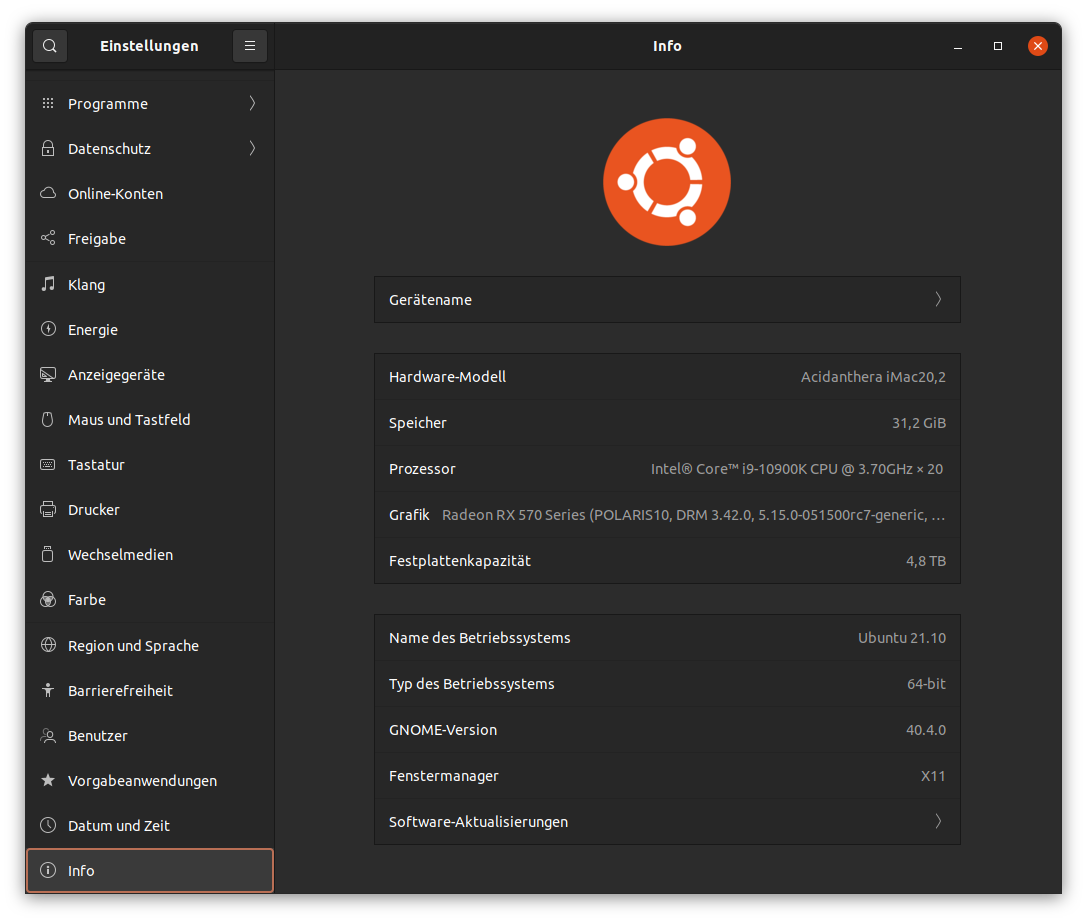 Einstellungen
Info
Programme
Datenschutz
Online-Konten
Freigabe
Klang
Energie
Anzeigegeräte
Maus und Tastfeld
Tastatur
Drucker
Wechselmedien
Farbe
Region und Sprache
Barrierefreiheit
Benutzer
Vorgabeanwendungen
Datum und Zeit
Info
Gerätename
Hardware-Modell Acidanthera iMac20,2
Speicher 31,2 GiB
Prozessor Intel® Core™ i9-10900K CPU @ 3.70GHz × 20
Grafik Radeon RX 570 Series (POLARIS10, DRM 3.42.0, 5.15.0-051500rc7-generic, …
Festplattenkapazität 4,8 TB
Name des Betriebssystems Ubuntu 21.10
Typ des Betriebssystems 64-bit
GNOME-Version 40.4.0
Fenstermanager X11
Software-Aktualisierungen